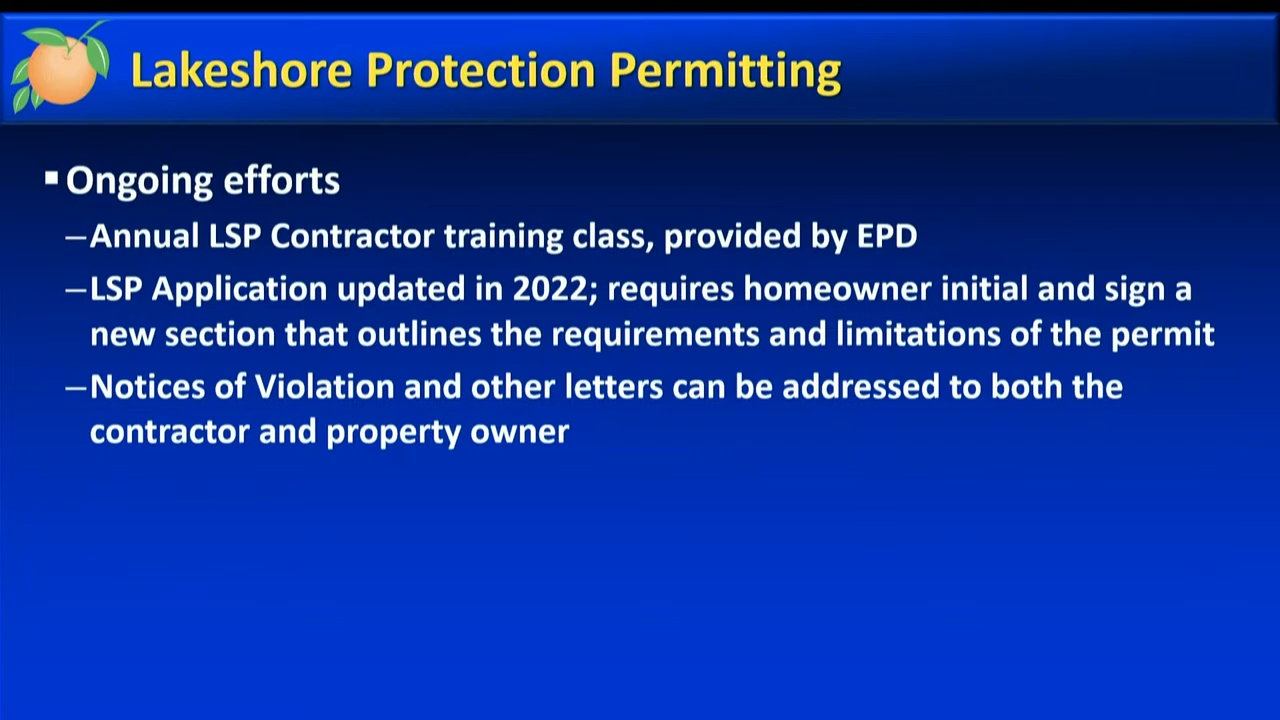 Lakeshore Protection Permitting
▪ Ongoing efforts
–Annual LSP Contractor training class, provided by EPD
–LSP Application updated in 2022; requires homeowner initial and sign a
new section that outlines the requirements and limitations of the permit
–Notices of Violation and other letters can be addressed to both the
contractor and property owner